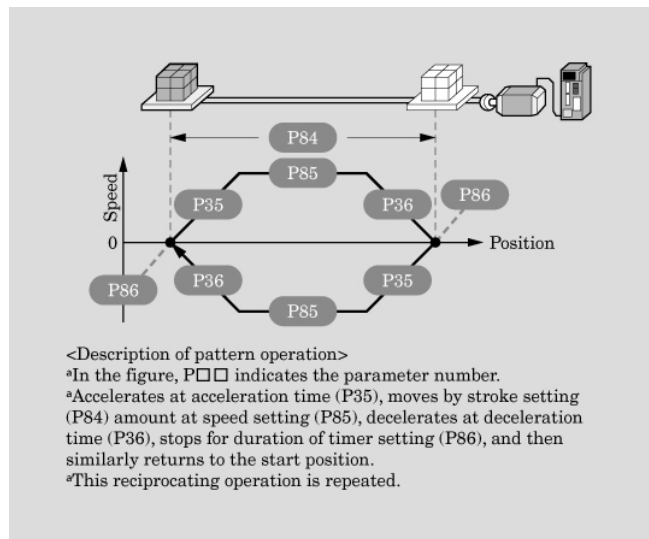 P84
P85
P86
P35
P36
Speed
0
Position
P36
P35
P86
P85
<Description of pattern operation>
ªIn the figure, P□□ indicates the parameter number.
ªAccelerates at acceleration time (P35), moves by stroke setting
(P84) amount at speed setting (P85), decelerates at deceleration
time (P36), stops for duration of timer setting (P86), and then
similarly returns to the start position.
ªThis reciprocating operation is repeated.